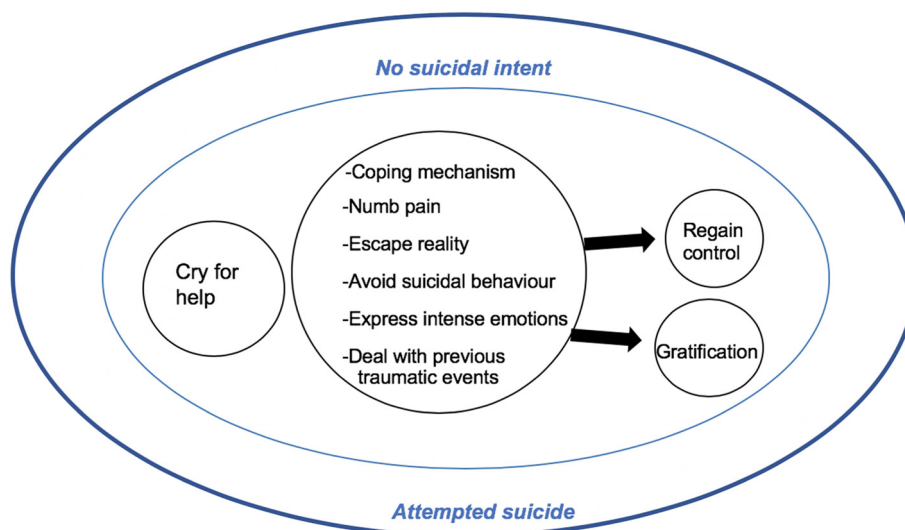 No suicidal intent
Cry for
help
-Coping mechanism
-Numb pain
-Escape reality
-Avoid suicidal behaviour
-Express intense emotions
-Deal with previous
traumatic events
Regain
control
Gratification
Attempted suicide